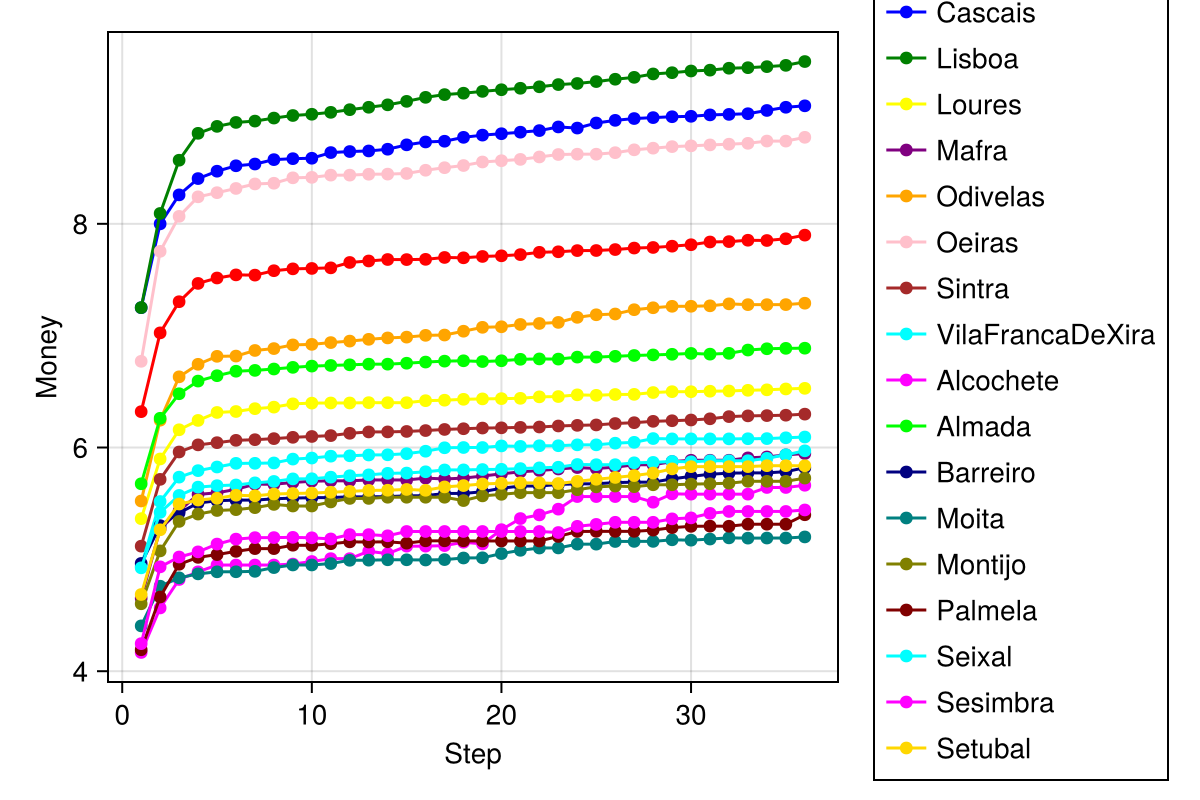 Cascais
Lisboa
Loures
Mafra
Odivelas
Oeiras
Sintra
VilaFrancaDeXira
Alcochete
Almada
Barreiro
Moita
Montijo
Palmela
Seixal
Sesimbra
Setubal
8
6
4
Money
0 10 20 30
Step